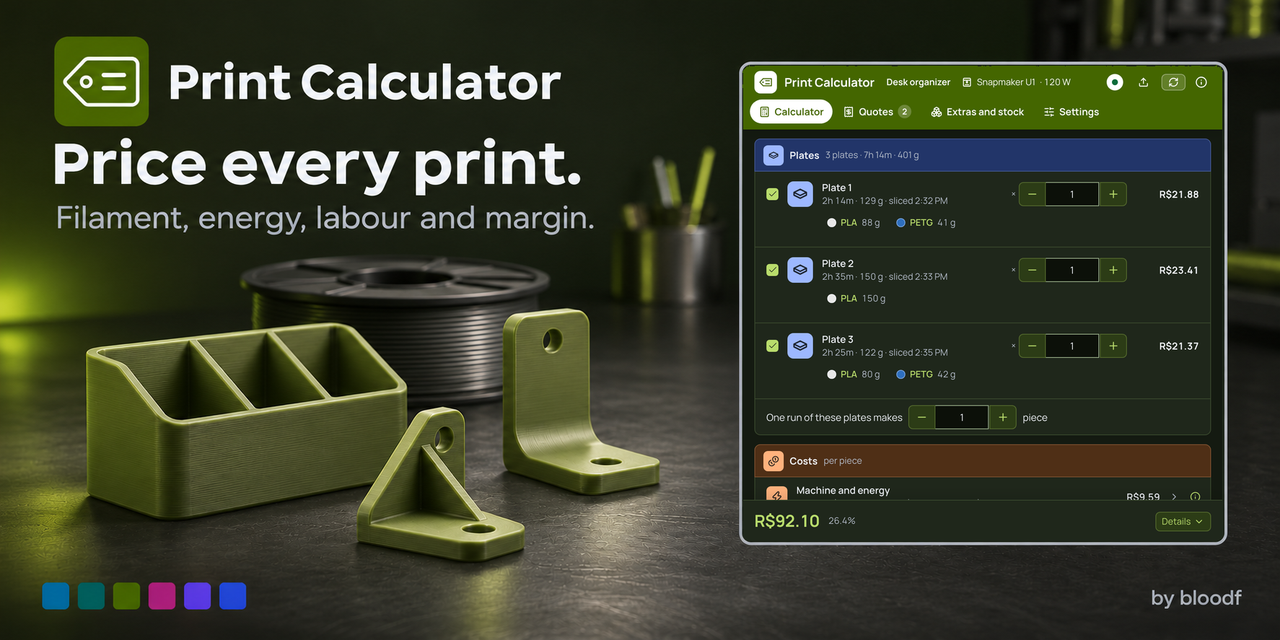 Print Calculator
Price every print.
Filament, energy, labour and margin.
Print Calculator Desk organizer Snapmaker U1 · 120 W
Calculator Quotes 2 Extras and stock Settings
Plates 3 plates · 7h 14m · 401 g
Plate 1
2h 14m · 129 g · sliced 2:32 PM
× − 1 + R$21.88
PLA 88 g PETG 41 g
Plate 2
2h 35m · 150 g · sliced 2:33 PM
× − 1 + R$23.41
PLA 150 g
Plate 3
2h 25m · 122 g · sliced 2:35 PM
× − 1 + R$21.37
PLA 80 g PETG 42 g
One run of these plates makes − 1 + piece
Costs per piece
Machine and energy R$9.59
R$92.10 26.4% Details
by bloodf